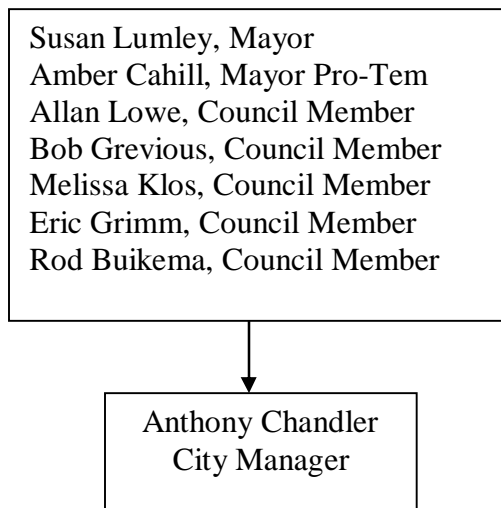 Susan Lumley, Mayor
Amber Cahill, Mayor Pro-Tem
Allan Lowe, Council Member
Bob Grevious, Council Member
Melissa Klos, Council Member
Eric Grimm, Council Member
Rod Buikema, Council Member
Anthony Chandler
City Manager